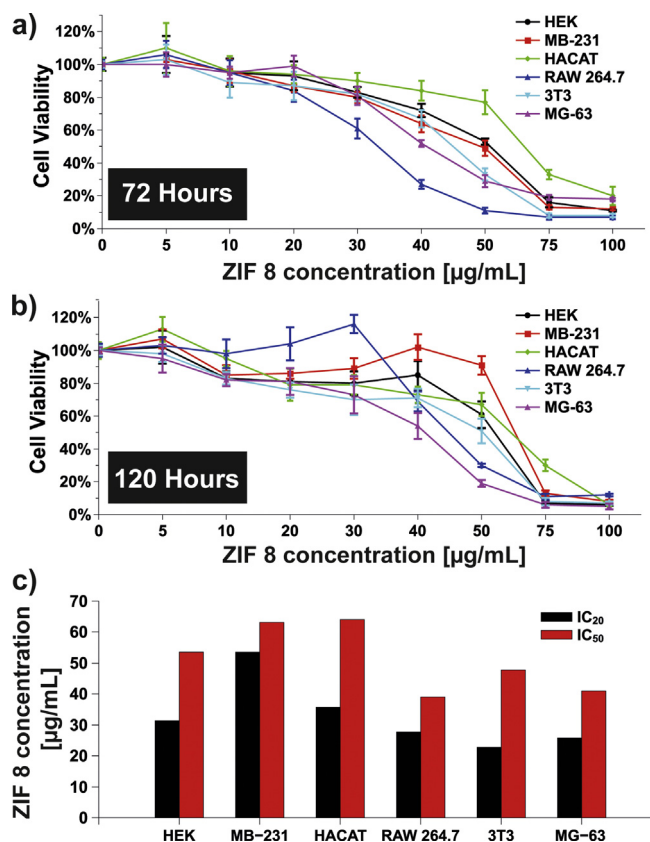 a)
Cell Viability
120%
100%
80%
60%
40%
20%
0%
72 Hours
HEK
MB-231
HACAT
RAW 264.7
3T3
MG-63
0 5 10 20 30 40 50 75 100
ZIF 8 concentration [µg/mL]
b)
Cell Viability
120%
100%
80%
60%
40%
20%
0%
120 Hours
HEK
MB-231
HACAT
RAW 264.7
3T3
MG-63
0 5 10 20 30 40 50 75 100
ZIF 8 concentration [µg/mL]
c)
ZIF 8 concentration
[µg/mL]
70
60
50
40
30
20
10
0
IC20
IC50
HEK MB−231 HACAT RAW 264.7 3T3 MG−63